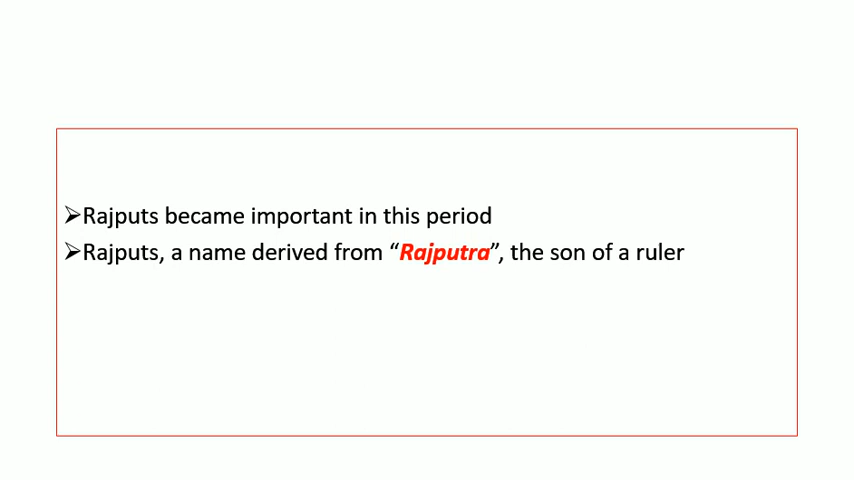 ➢Rajputs became important in this period
➢Rajputs, a name derived from “Rajputra”, the son of a ruler